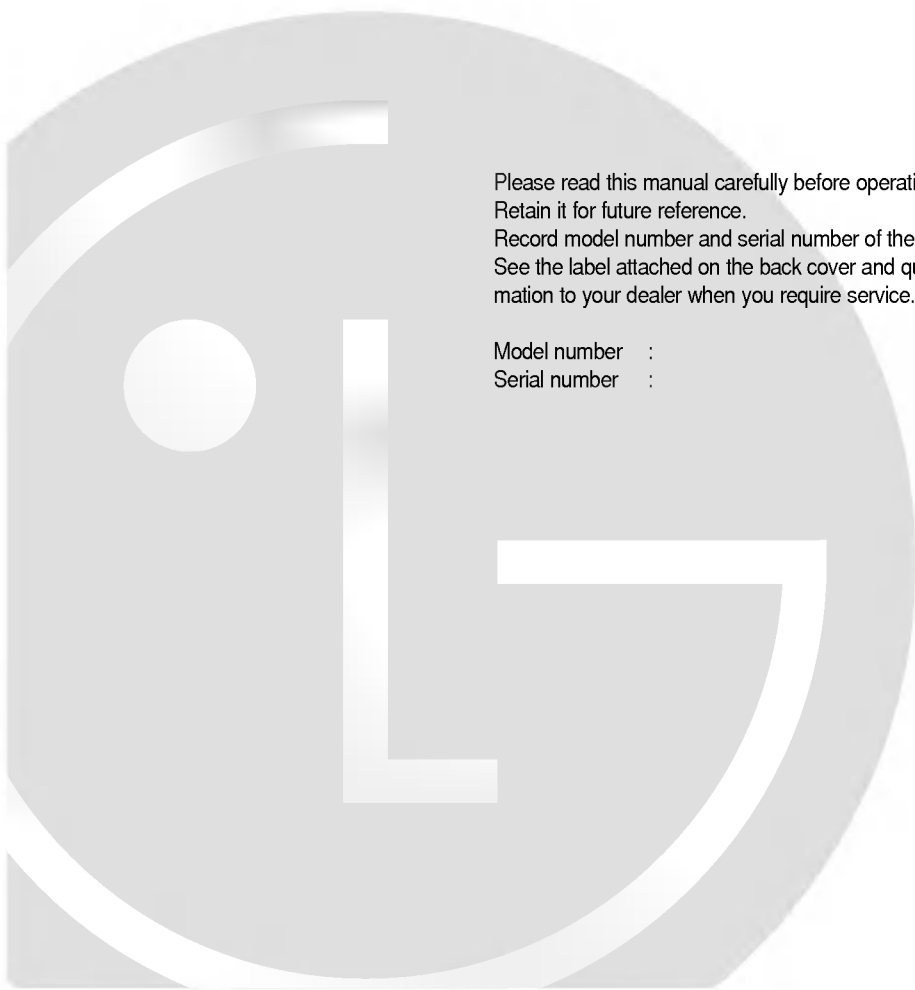 Please read this manual carefully before operati
Retain it for future reference.
Record model number and serial number of the
See the label attached on the back cover and qu
mation to your dealer when you require service.
Model number :
Serial number :